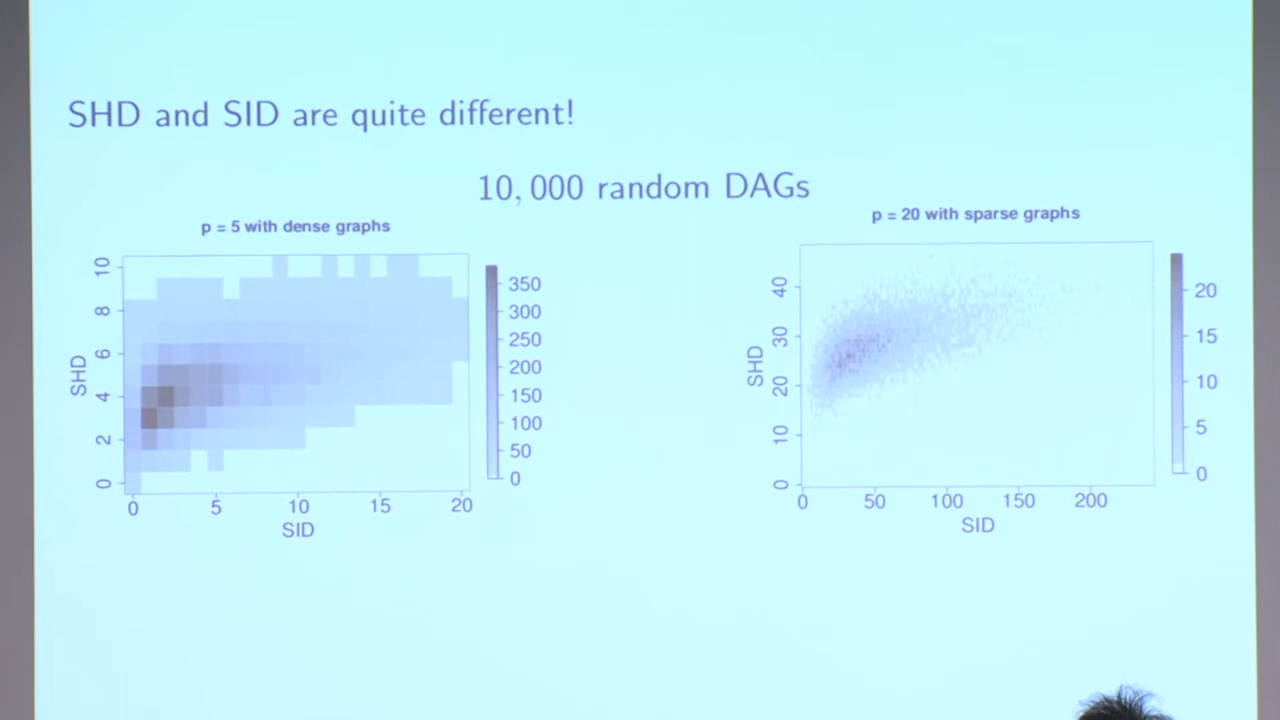 SHD and SID are quite different!
10, 000 random DAGs
p = 5 with dense graphs
10
8
6
4
2
0
SHD
0 5 10 15 20
SID
350
300
250
200
150
100
50
0
p = 20 with sparse graphs
40
30
20
10
0
SHD
0 50 100 150 200
SID
20
15
10
5
0